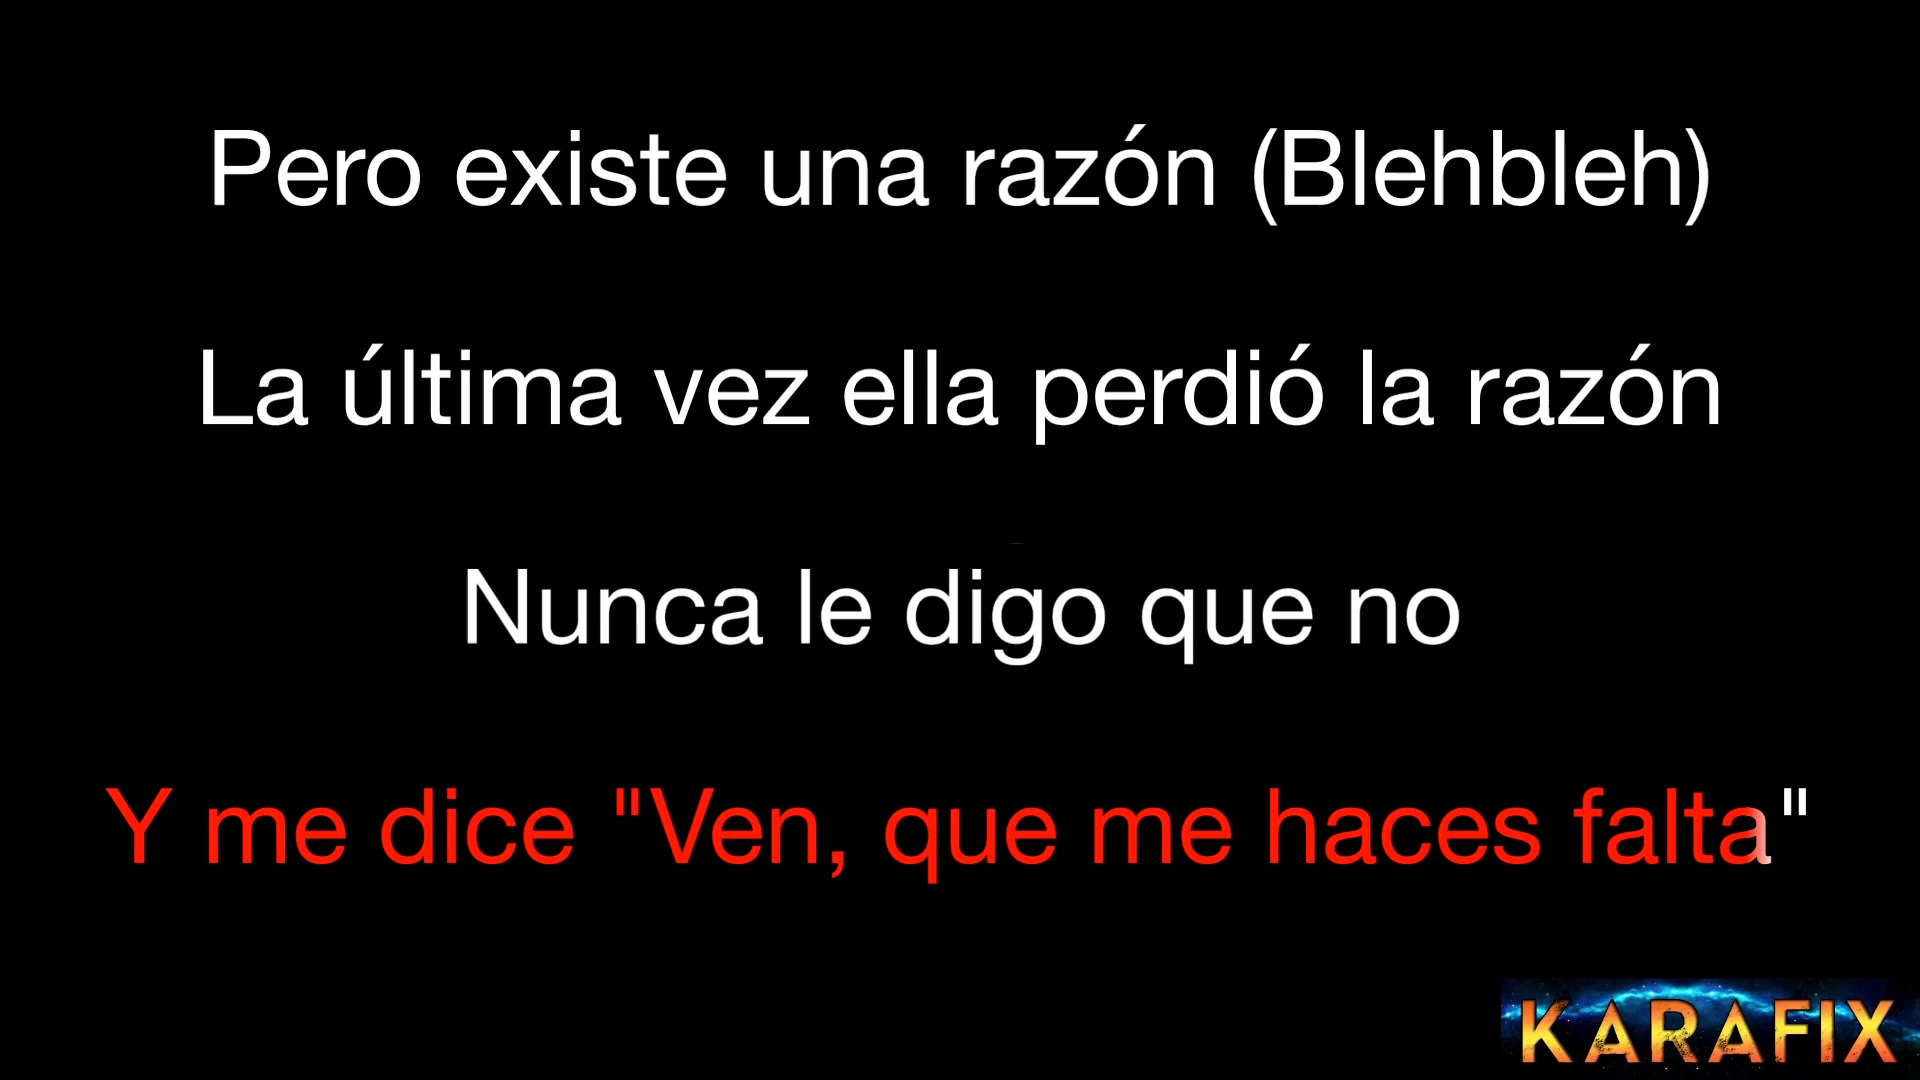 Pero existe una razón (Blehbleh)
La última vez ella perdió la razón
Nunca le digo que no
Y me dice "Ven, que me haces falta"
KARAFIX